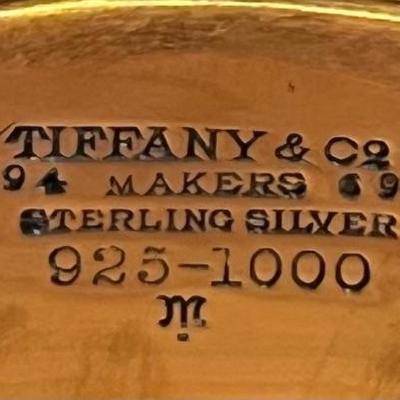 TIFFANY & Co
94 MAKERS 69
STERLING SILVER
925-1000
m